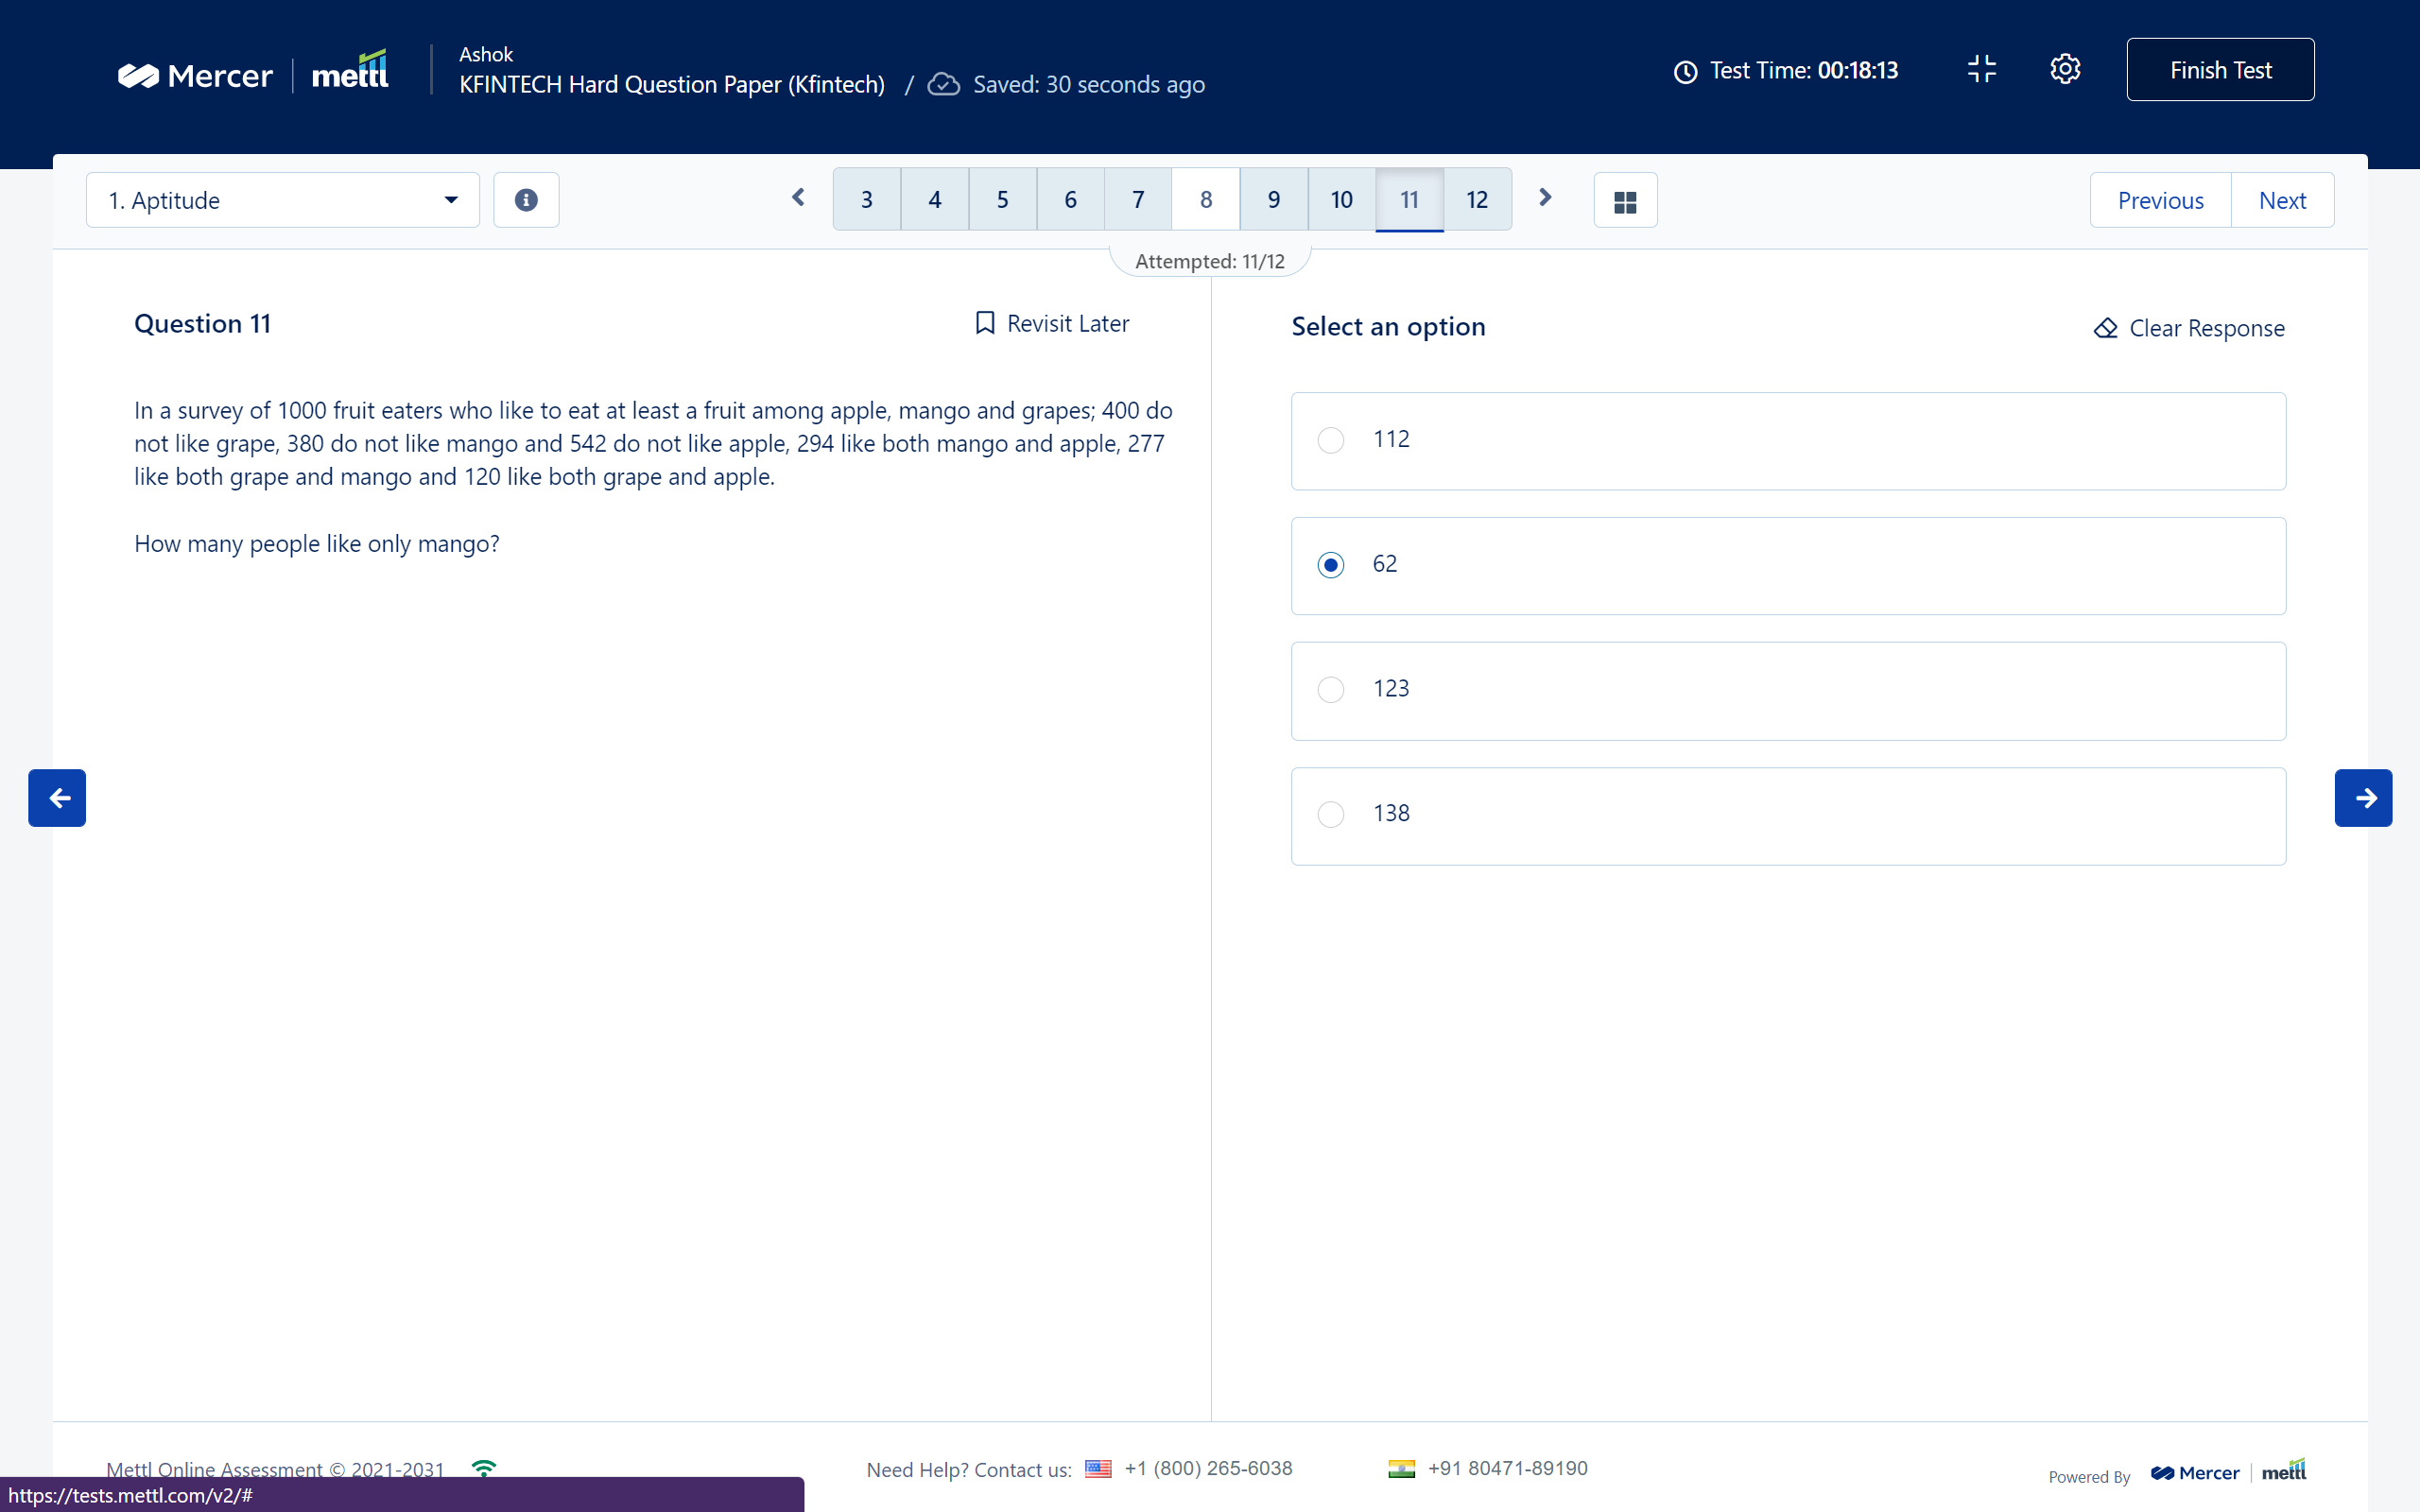 Mercer mettl
Ashok
KFINTECH Hard Question Paper (Kfintech) / Saved: 30 seconds ago
Test Time: 00:18:13
Finish Test
1. Aptitude
3 4 5 6 7 8 9 10 11 12
Previous Next
Attempted: 11/12
Question 11
Revisit Later
In a survey of 1000 fruit eaters who like to eat at least a fruit among apple, mango and grapes; 400 do
not like grape, 380 do not like mango and 542 do not like apple, 294 like both mango and apple, 277
like both grape and mango and 120 like both grape and apple.
How many people like only mango?
Select an option
Clear Response
112
62
123
138
Mettl Online Assessment © 2021-2031
Need Help? Contact us: +1 (800) 265-6038 +91 80471-89190
Powered By Mercer mettl
https://tests.mettl.com/v2/#